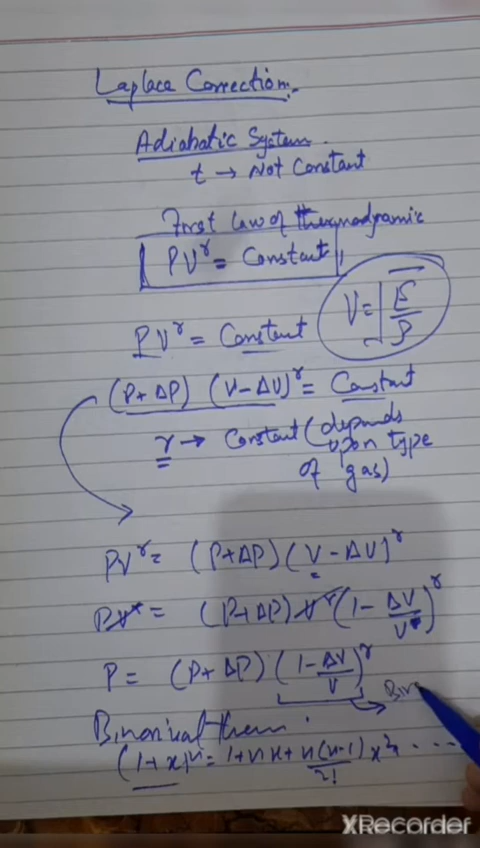 Laplace Correction.
Adiabatic System.
t → Not Constant
First law of thermodynamic
PV^γ = Constant
V = √(E/ρ)
PV^γ = Constant
(P+ΔP) (V-ΔV)^γ = Constant
γ → Constant (depends
upon type
of gas)
PV^γ = (P+ΔP) (V-ΔV)^γ
PV^γ = (P+ΔP) V^γ (1-ΔV/V)^γ
P = (P+ΔP) (1-ΔV/V)^γ
Bino
(1+x)^n = 1+nx+n(n-1)/2! x^2+ ....
XRecorder